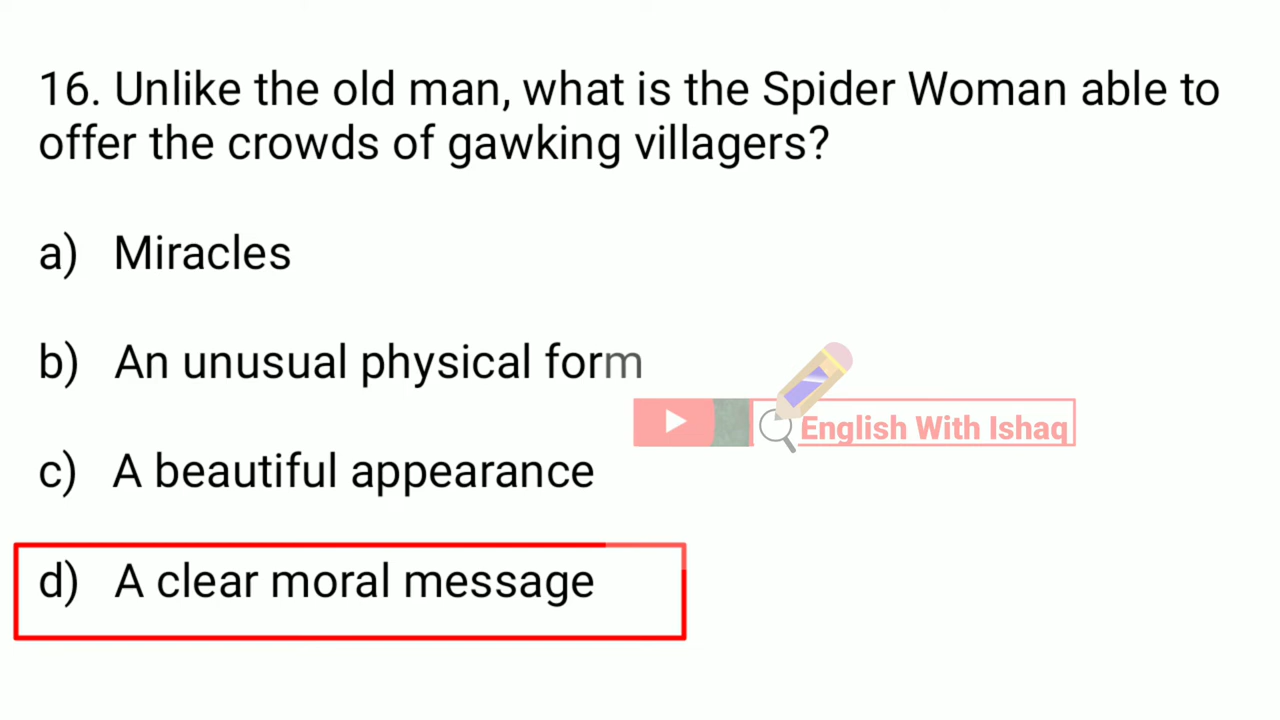 16. Unlike the old man, what is the Spider Woman able to
offer the crowds of gawking villagers?
a) Miracles
b) An unusual physical form
c) A beautiful appearance
English With Ishaq
d) A clear moral message